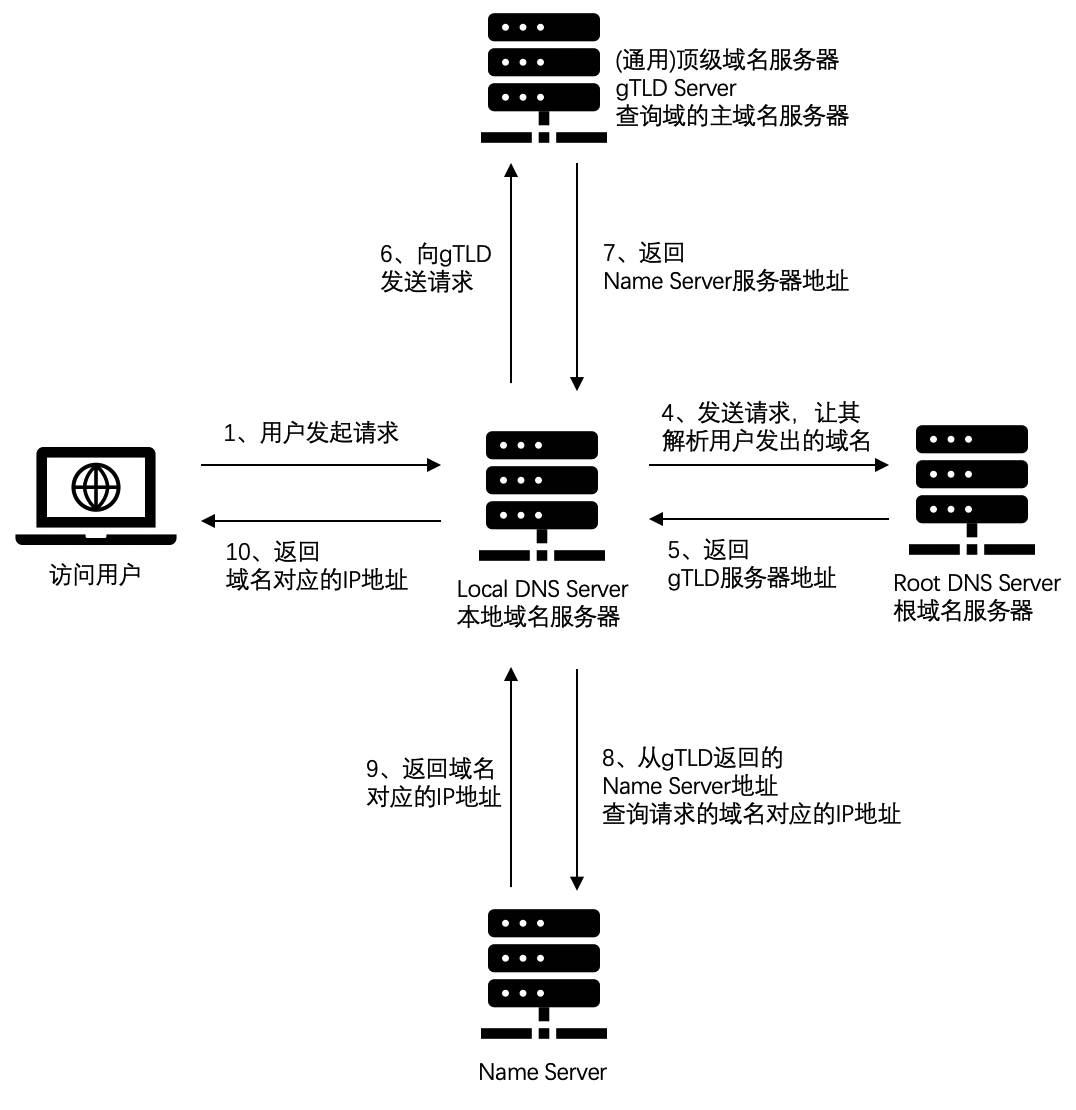 (通用)顶级域名服务器
gTLD Server
查询域的主域名服务器
6、向gTLD
发送请求
7、返回
Name Server服务器地址
1、用户发起请求
4、发送请求，让其
解析用户发出的域名
10、返回
域名对应的IP地址
5、返回
gTLD服务器地址
访问用户
Local DNS Server
本地域名服务器
Root DNS Server
根域名服务器
9、返回域名
对应的IP地址
8、从gTLD返回的
Name Server地址
查询请求的域名对应的IP地址
Name Server